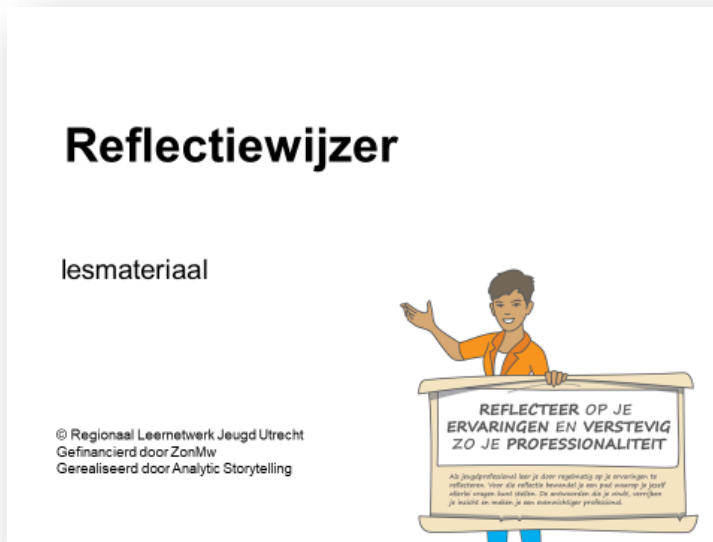 Reflectiewijzer
lesmateriaal
REFLECTEER OP JE
ERVARINGEN EN VERSTEVIG
ZO JE PROFESSIONALITEIT
Als jeugdprofessional leer je door regelmatig op je ervaringen te
reflecteren. Voor die reflectie bewandel je een pad waarop je jezelf
allerlei vragen kunt stellen. De antwoorden die je vindt, verrijken
je inzicht en maken je een evenwichtiger professional.
© Regionaal Leernetwerk Jeugd Utrecht
Gefinancierd door ZonMw
Gerealiseerd door Analytic Storytelling